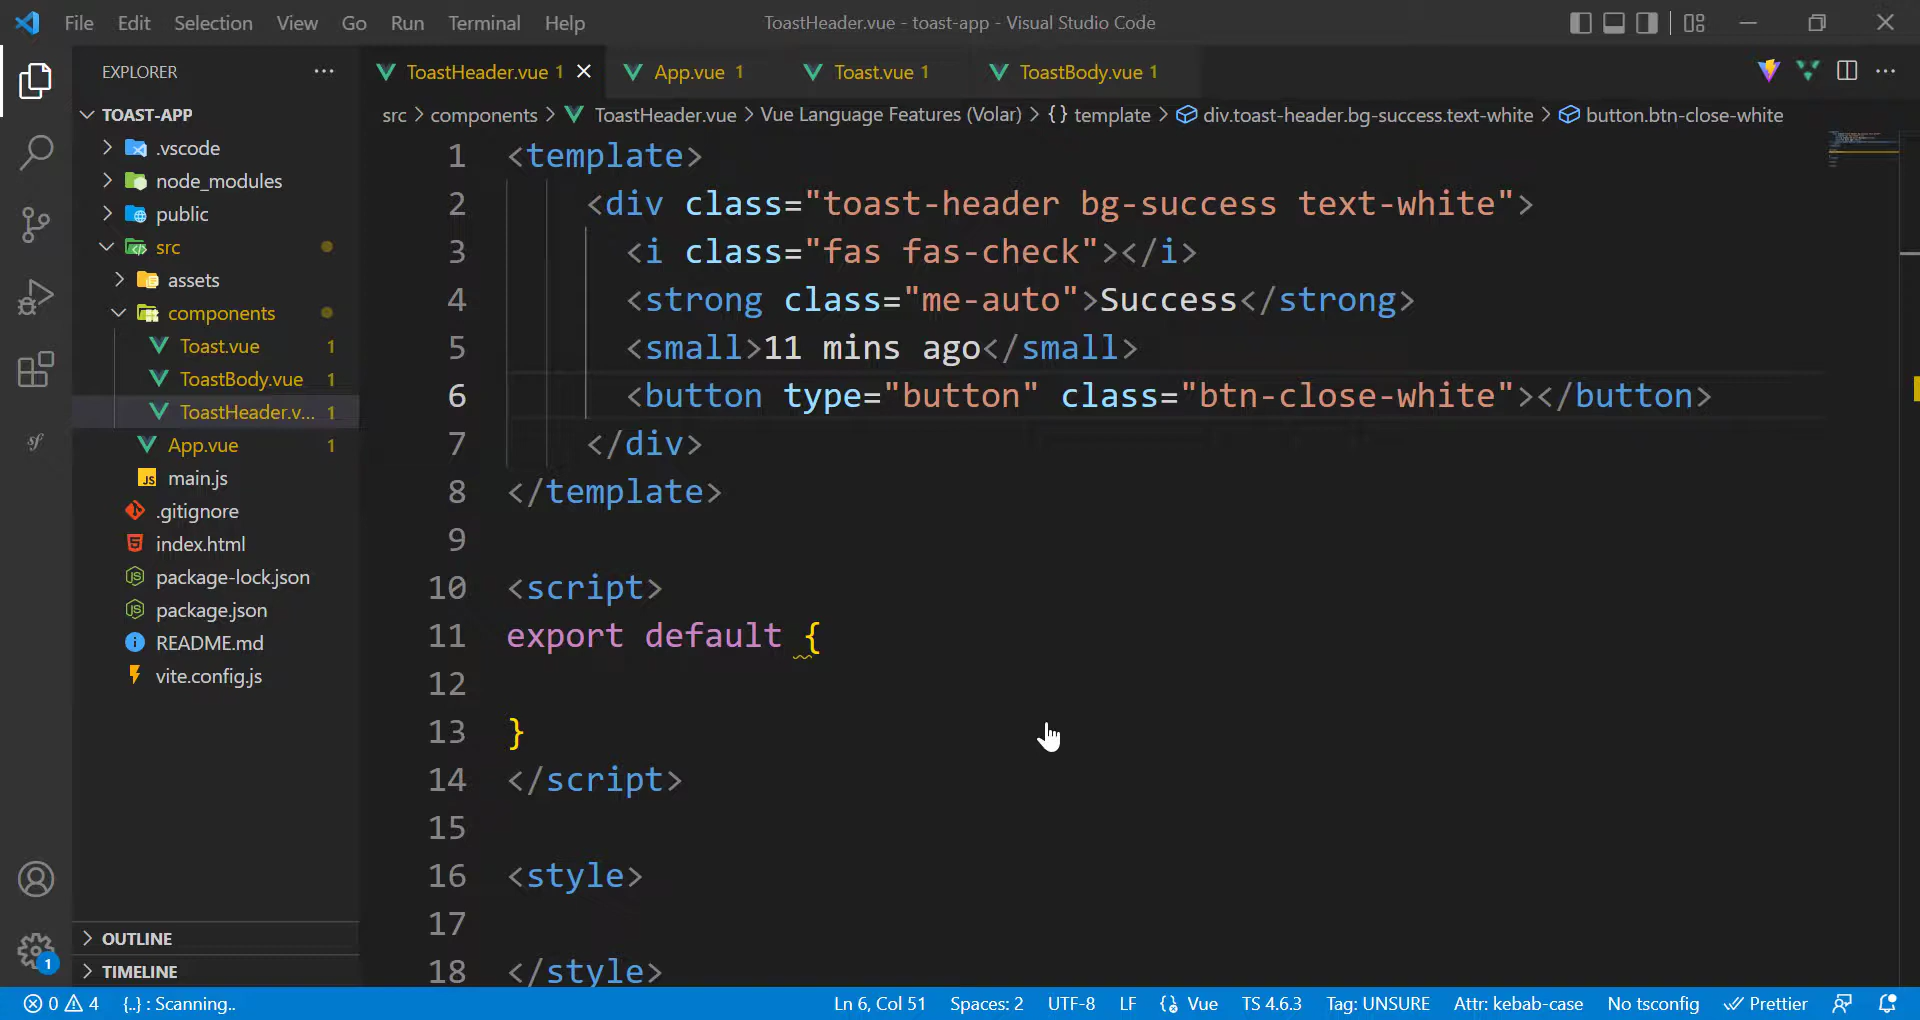 File Edit Selection View Go Run Terminal Help
ToastHeader.vue - toast-app - Visual Studio Code
EXPLORER
TOAST-APP
.vscode
node_modules
public
src
assets
components
Toast.vue 1
ToastBody.vue 1
ToastHeader.v... 1
App.vue 1
main.js
.gitignore
index.html
package-lock.json
package.json
README.md
vite.config.js
OUTLINE
TIMELINE
ToastHeader.vue 1
App.vue 1
Toast.vue 1
ToastBody.vue 1
src > components > ToastHeader.vue > Vue Language Features (Volar) > {} template > div.toast-header.bg-success.text-white > button.btn-close-white
1 <template>
2 <div class="toast-header bg-success text-white">
3 <i class="fas fas-check"></i>
4 <strong class="me-auto">Success</strong>
5 <small>11 mins ago</small>
6 <button type="button" class="btn-close-white"></button>
7 </div>
8 </template>
9
10 <script>
11 export default {
12
13 }
14 </script>
15
16 <style>
17
18 </style>
1
0 4 {..} : Scanning..
Ln 6, Col 51 Spaces: 2 UTF-8 LF Vue TS 4.6.3 Tag: UNSURE Attr: kebab-case No tsconfig Prettier